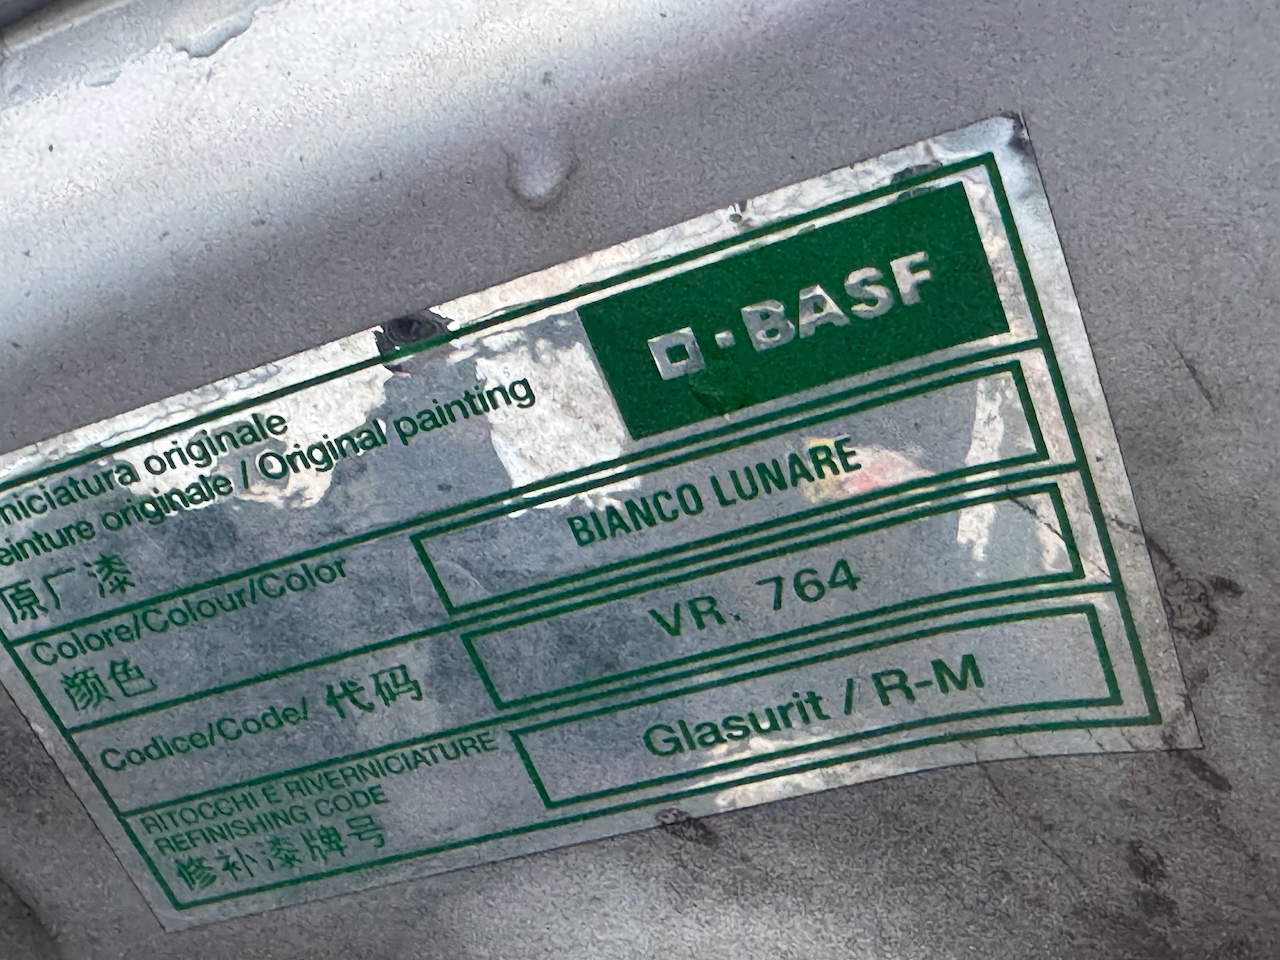 niciatura originale
einture originale / Original painting
原厂漆
BASF
Colore/Colour/Color
颜色
BIANCO LUNARE
Codice/Code/ 代码
VR. 764
RITOCCHI E RIVERNICIATURE
REFINISHING CODE
修补漆牌号
Glasurit / R-M